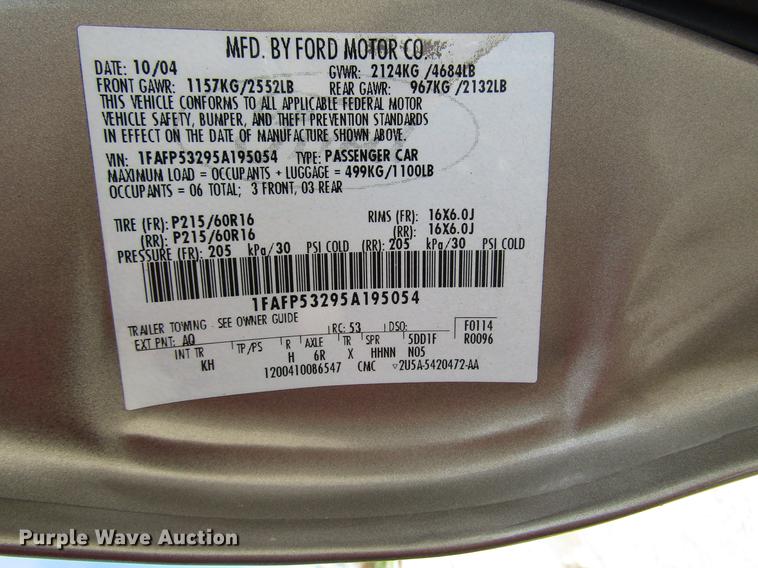 MFD. BY FORD MOTOR CO.
DATE: 10/04 GVWR: 2124KG /4684LB
FRONT GAWR: 1157KG/2552LB REAR GAWR: 967KG /2132LB
THIS VEHICLE CONFORMS TO ALL APPLICABLE FEDERAL MOTOR
VEHICLE SAFETY, BUMPER, AND THEFT PREVENTION STANDARDS
IN EFFECT ON THE DATE OF MANUFACTURE SHOWN ABOVE.
VIN: 1FAFP53295A195054 TYPE: PASSENGER CAR
MAXIMUM LOAD = OCCUPANTS + LUGGAGE = 499KG/1100LB
OCCUPANTS = 06 TOTAL; 3 FRONT, 03 REAR
TIRE (FR): P215/60R16 RIMS (FR): 16X6.0J
(RR): P215/60R16 (RR): 16X6.0J
PRESSURE (FR): 205 kPa/30 PSI COLD (RR): 205 kPa/30 PSI COLD
1FAFP53295A195054
TRAILER TOWING - SEE OWNER GUIDE RC: 53 DSO: F0114
EXT PNT: AQ TP/PS R AXLE TR SPR 5DD1F R0096
INT TR KH H 6R X HHNN N05
1200410086547 CMC ▽2U5A-5420472-AA
Purple Wave Auction